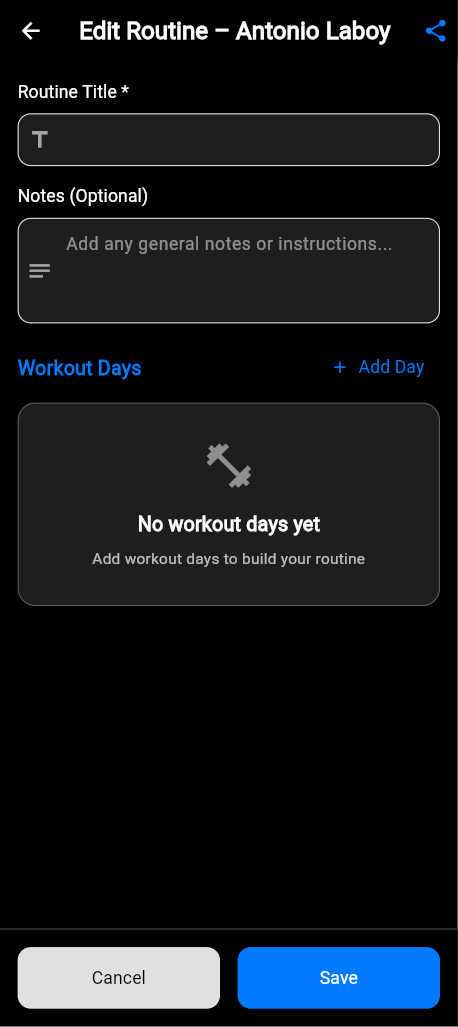 Edit Routine – Antonio Laboy
Routine Title *
Notes (Optional)
Add any general notes or instructions...
Workout Days
+ Add Day
No workout days yet
Add workout days to build your routine
Cancel
Save